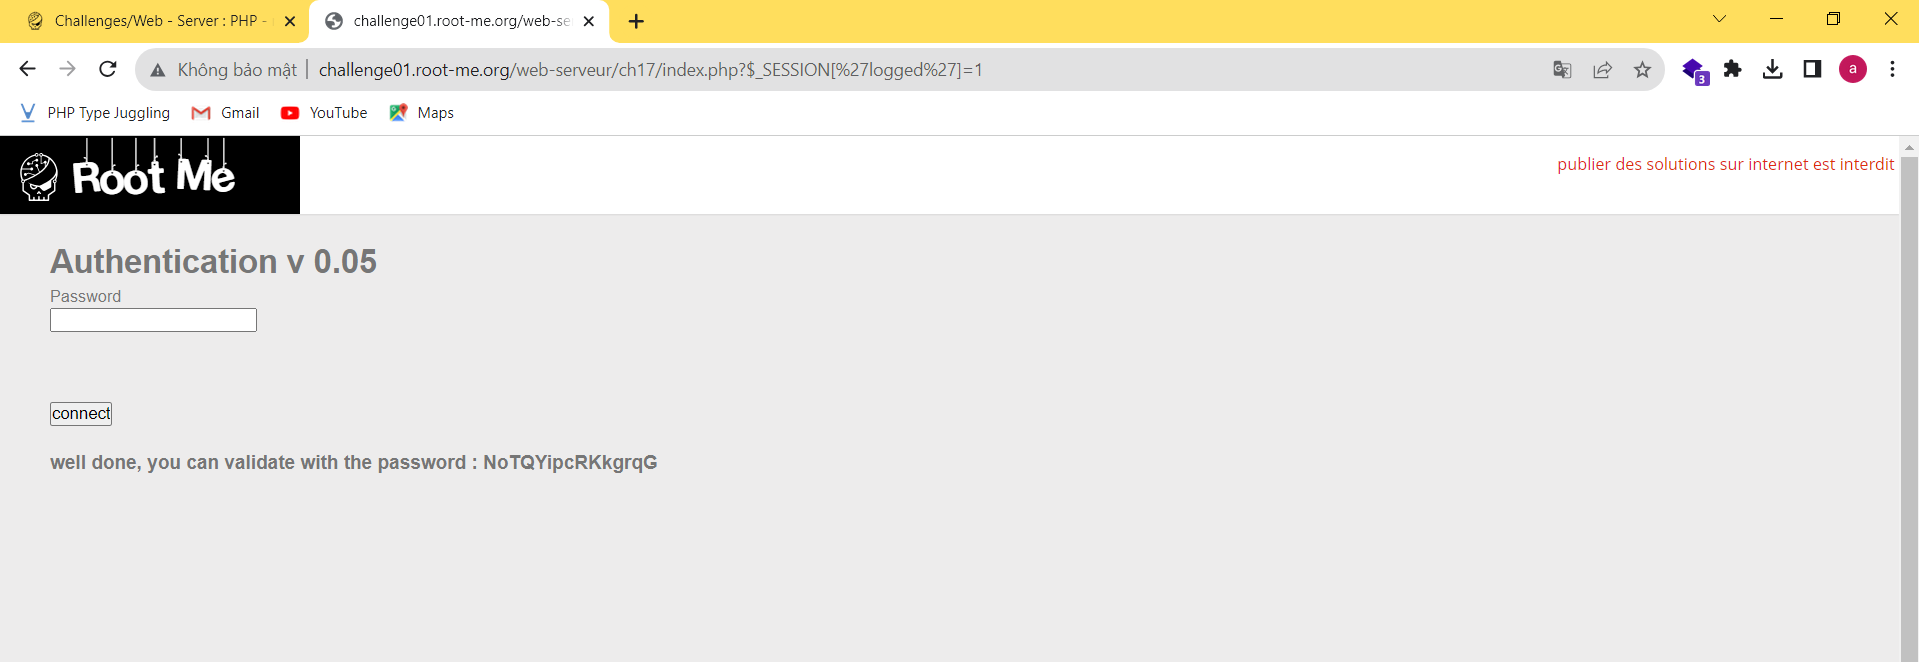 Challenges/Web - Server : PHP -
challenge01.root-me.org/web-se
Không bảo mật
challenge01.root-me.org/web-serveur/ch17/index.php?$_SESSION[%27logged%27]=1
3
a
PHP Type Juggling
Gmail
YouTube
Maps
Root Me
publier des solutions sur internet est interdit
Authentication v 0.05
Password
connect
well done, you can validate with the password : NoTQYipcRKkgrqG